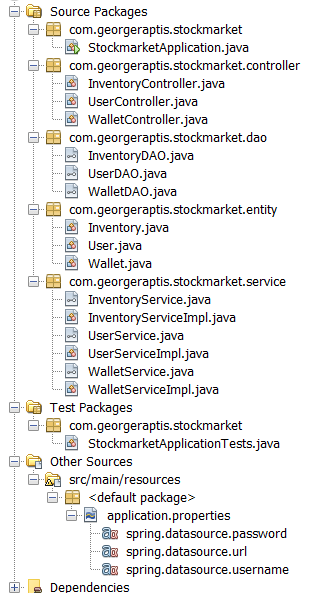 Source Packages
com.georgeraptis.stockmarket
StockmarketApplication.java
com.georgeraptis.stockmarket.controller
InventoryController.java
UserController.java
WalletController.java
com.georgeraptis.stockmarket.dao
InventoryDAO.java
UserDAO.java
WalletDAO.java
com.georgeraptis.stockmarket.entity
Inventory.java
User.java
Wallet.java
com.georgeraptis.stockmarket.service
InventoryService.java
InventoryServiceImpl.java
UserService.java
UserServiceImpl.java
WalletService.java
WalletServiceImpl.java
Test Packages
com.georgeraptis.stockmarket
StockmarketApplicationTests.java
Other Sources
src/main/resources
<default package>
application.properties
spring.datasource.password
spring.datasource.url
spring.datasource.username
Dependencies